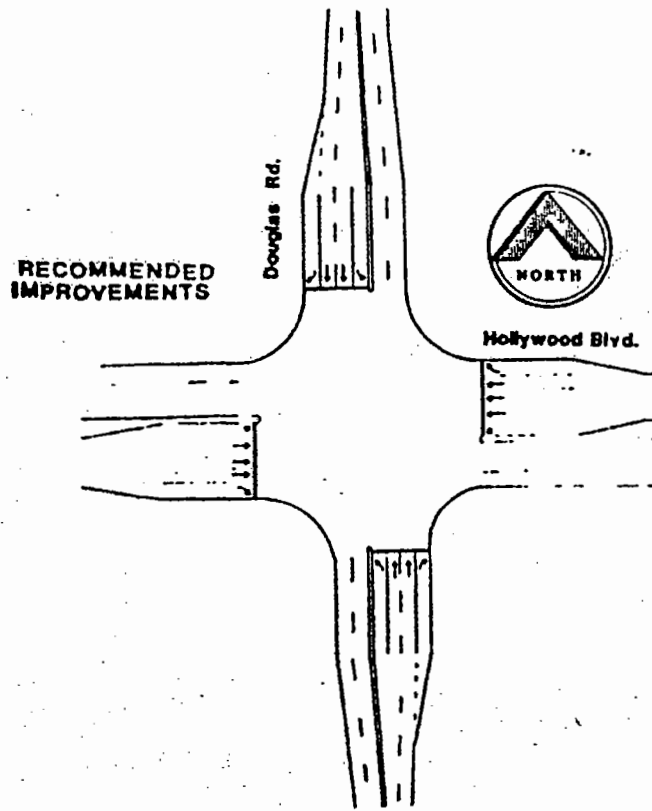 Douglas Rd.
RECOMMENDED
IMPROVEMENTS
NORTH
Hollywood Blvd.